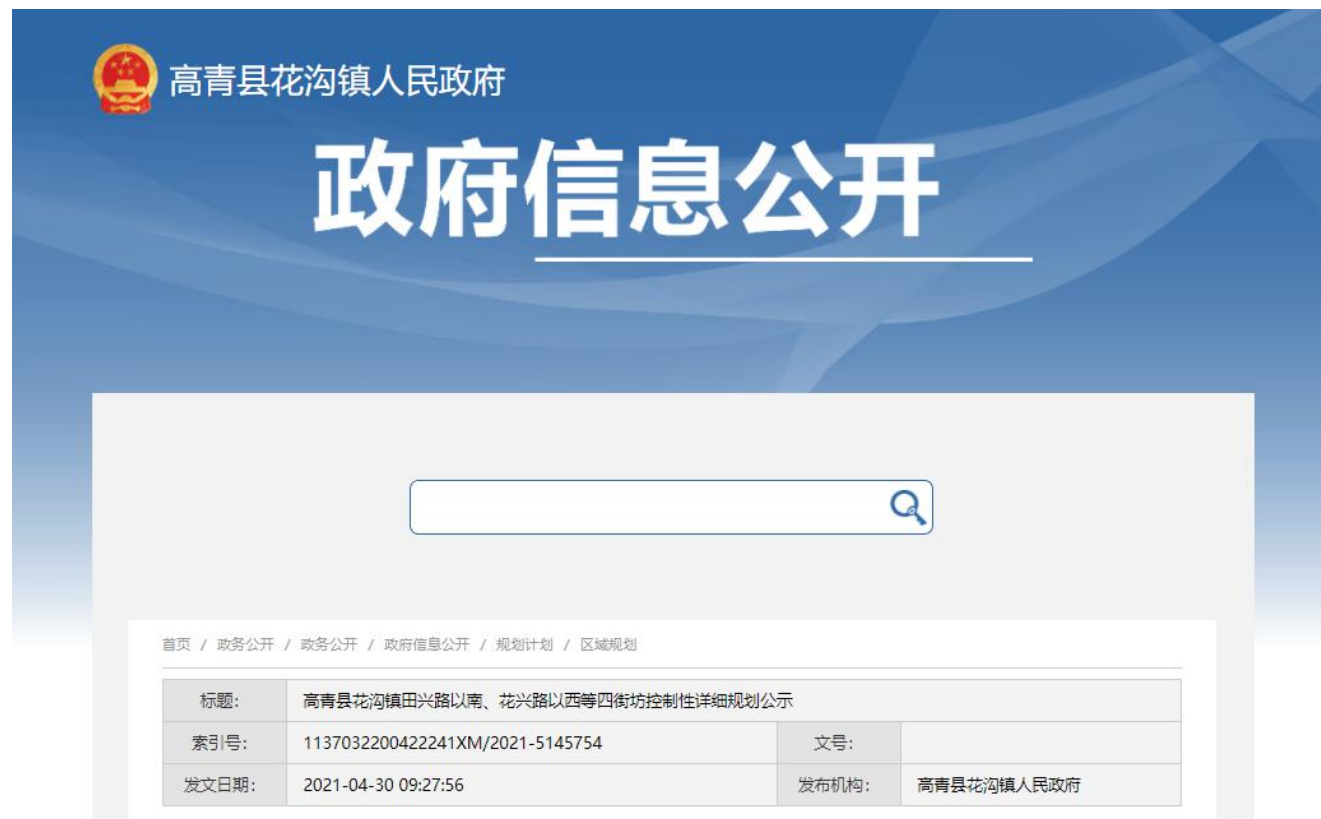 高青县花沟镇人民政府
政府信息公开
首页 / 政务公开 / 政务公开 / 政府信息公开 / 规划计划 / 区域规划
标题: 高青县花沟镇田兴路以南、花兴路以西等四街坊控制性详细规划公示
索引号: 1137032200422241XM/2021-5145754 文号:
发文日期: 2021-04-30 09:27:56 发布机构: 高青县花沟镇人民政府